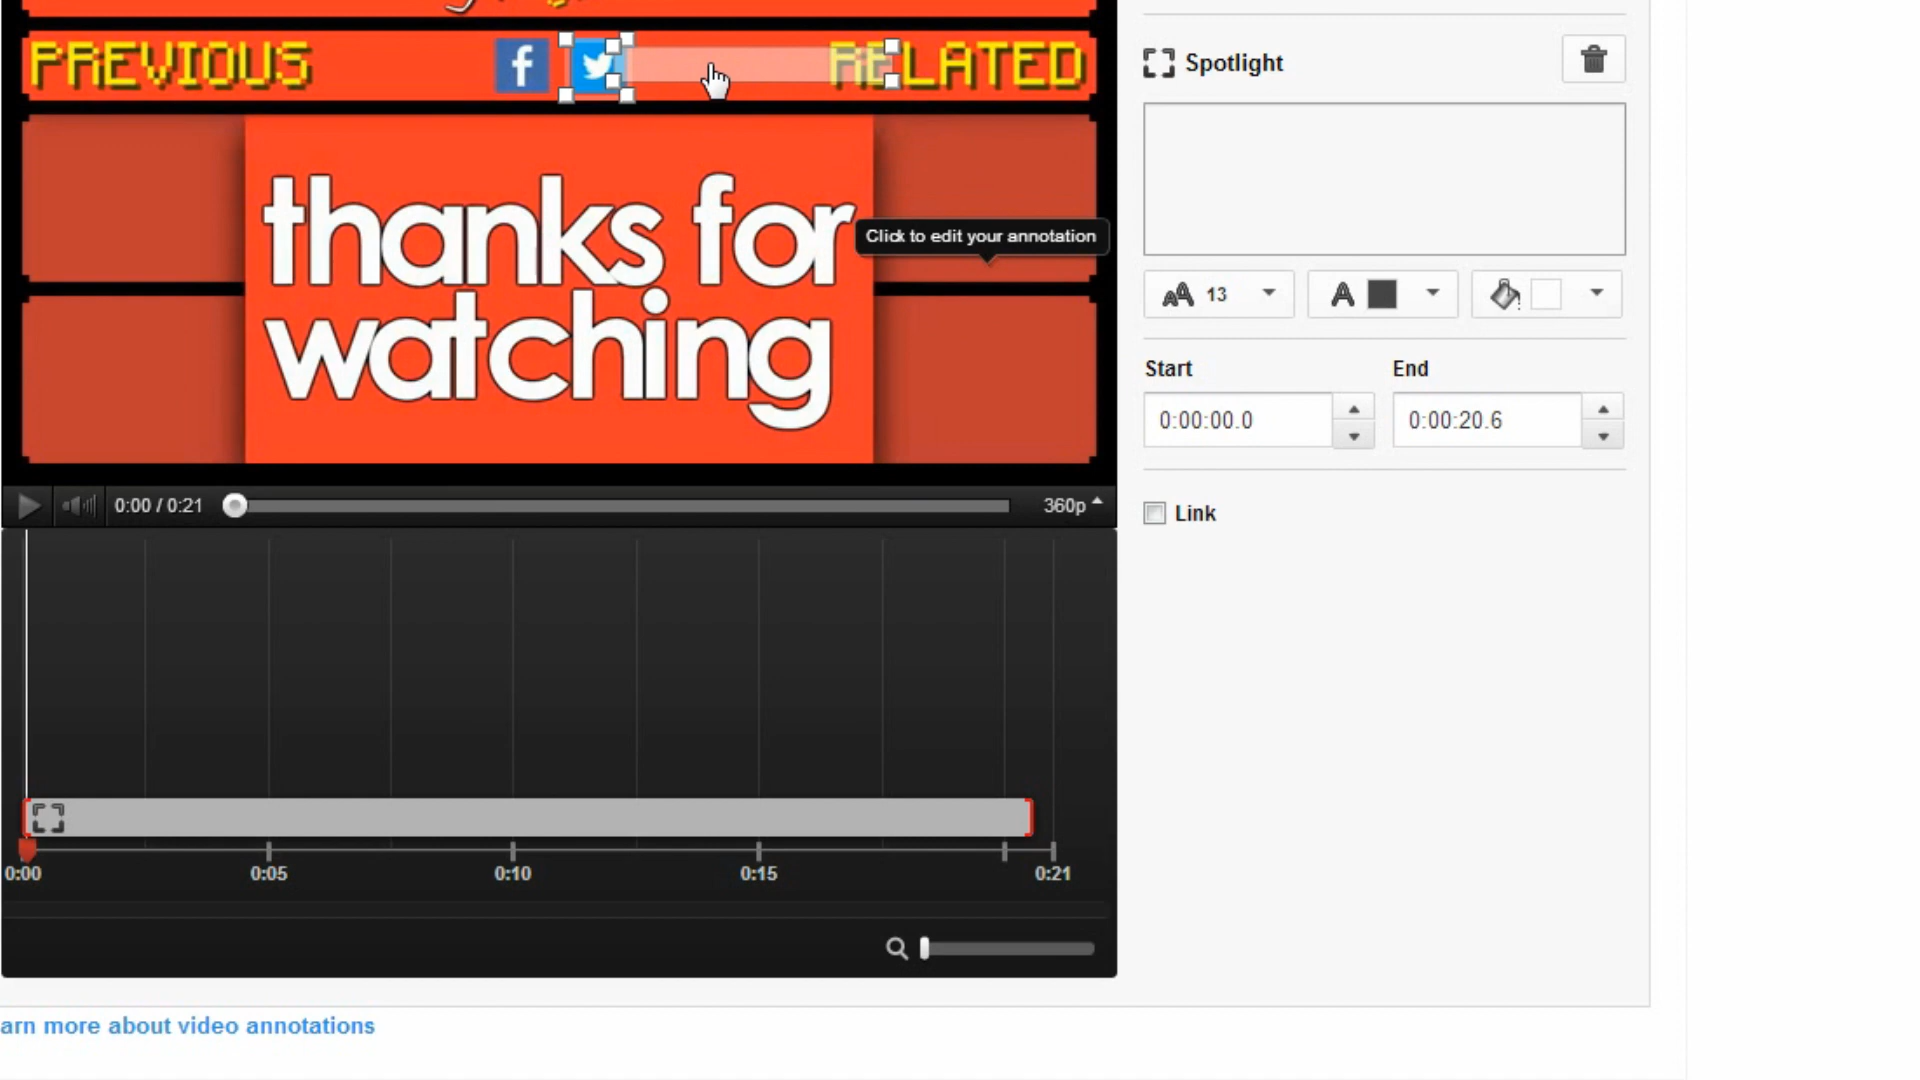 PREVIOUS
f
RELATED
Spotlight
thanks for
watching
Click to edit your annotation
AA 13
A
Start
End
0:00:00.0
0:00:20.6
0:00 / 0:21
360p
Link
0:00
0:05
0:10
0:15
0:21
arn more about video annotations